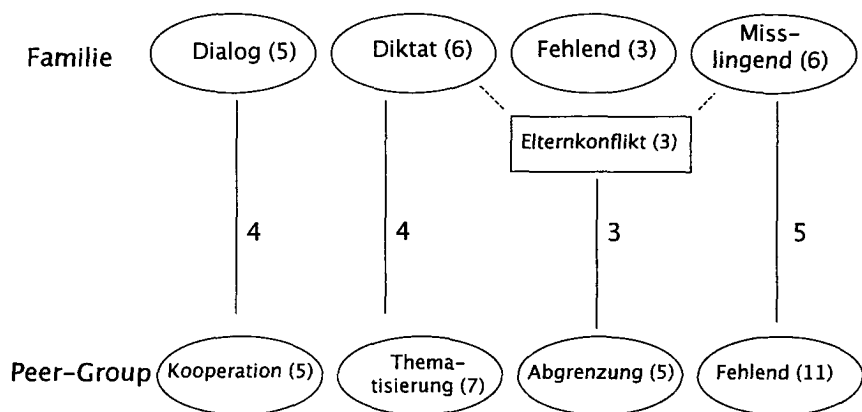 Familie
Dialog (5)
Diktat (6)
Fehlend (3)
Miss-
lingend (6)
Elternkonflikt (3)
4
4
3
5
Peer-Group
Kooperation (5)
Thema-
tisierung (7)
Abgrenzung (5)
Fehlend (11)